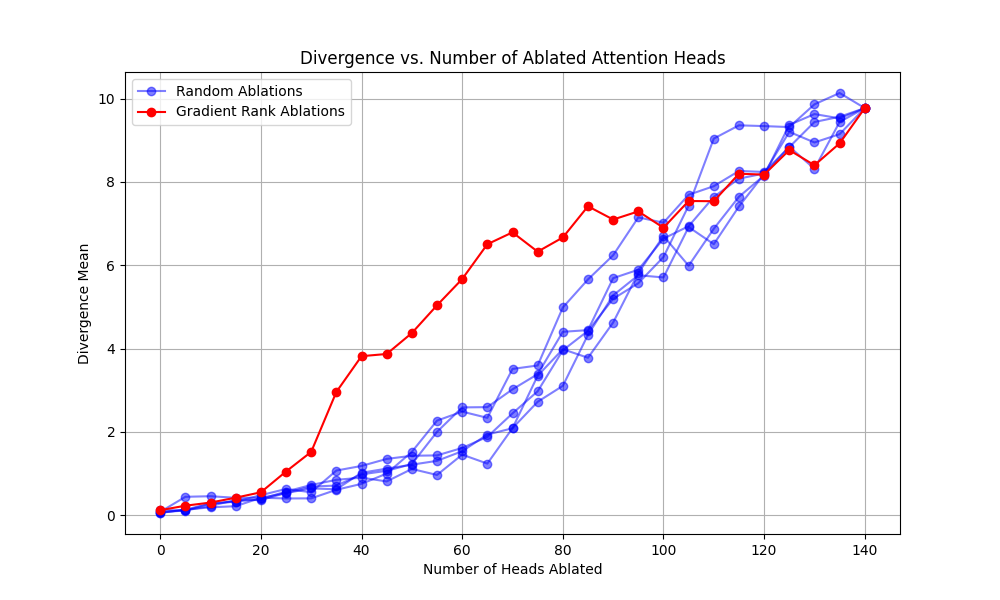 Divergence vs. Number of Ablated Attention Heads
Random Ablations
Gradient Rank Ablations
Divergence Mean
10
8
6
4
2
0
0 20 40 60 80 100 120 140
Number of Heads Ablated